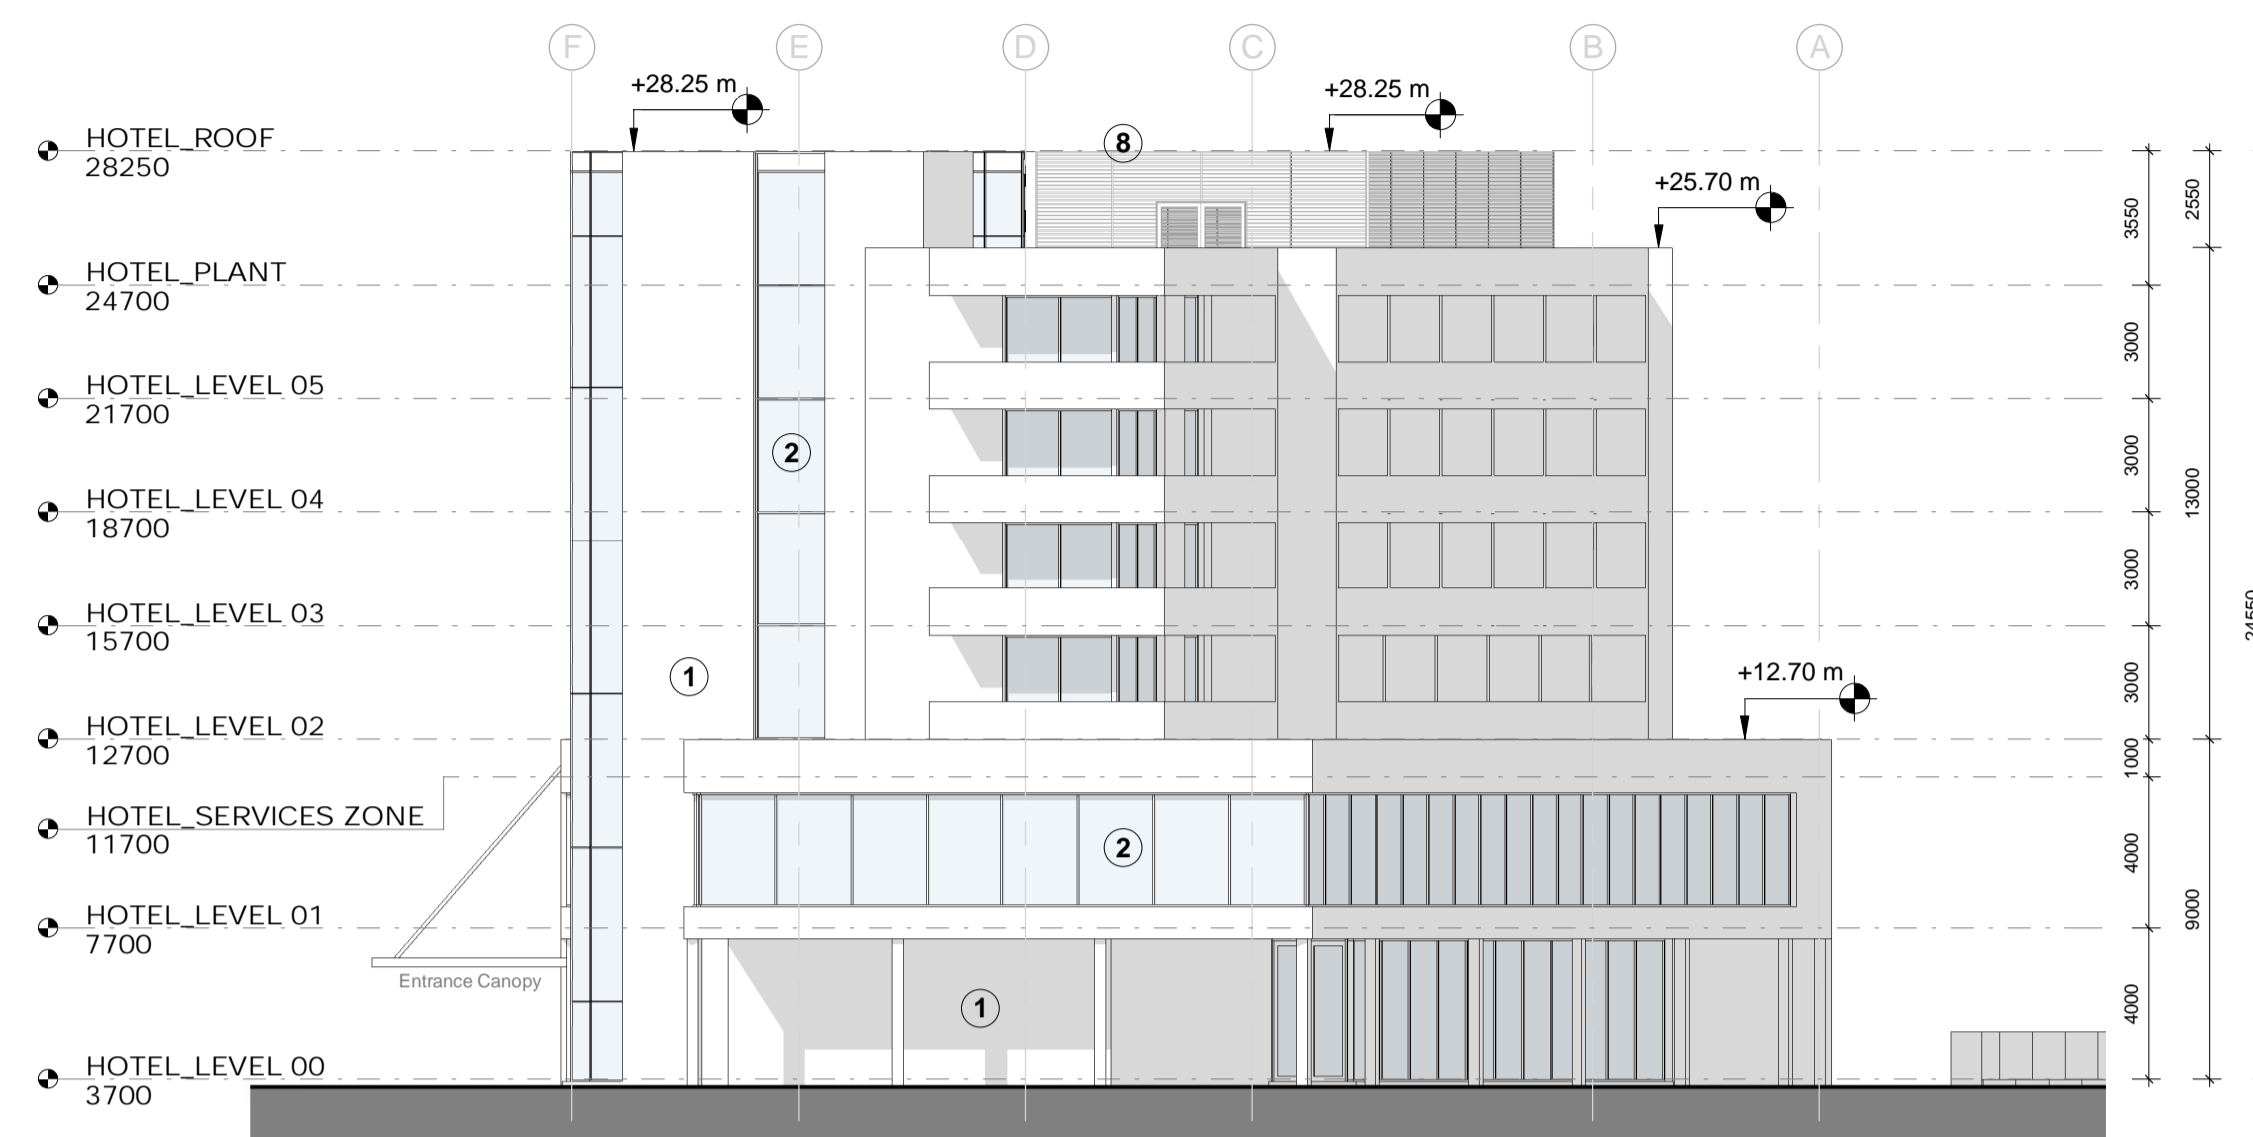 F E D C B A
+28.25 m
+28.25 m
HOTEL_ROOF
28250
8
+25.70 m
2550
3550
HOTEL_PLANT
24700
3000
HOTEL_LEVEL 05
21700
2
3000
13000
HOTEL_LEVEL 04
18700
3000
HOTEL_LEVEL 03
15700
24550
1
+12.70 m
3000
HOTEL_LEVEL 02
12700
1000
HOTEL_SERVICES ZONE
11700
2
4000
9000
HOTEL_LEVEL 01
7700
Entrance Canopy
1
4000
HOTEL_LEVEL 00
3700